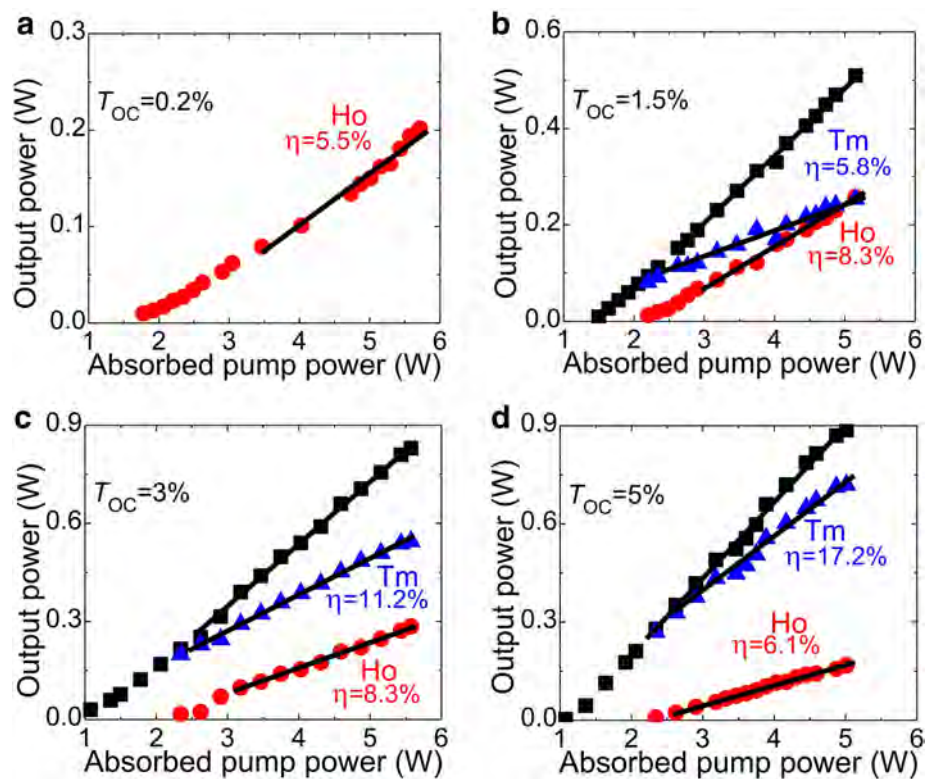 a
0.3
0.2
0.1
0.0
Output power (W)
T_OC=0.2%
Ho
η=5.5%
1 2 3 4 5 6
Absorbed pump power (W)
b
0.6
0.4
0.2
0.0
Output power (W)
T_OC=1.5%
Tm
η=5.8%
Ho
η=8.3%
1 2 3 4 5 6
Absorbed pump power (W)
c
0.9
0.6
0.3
0.0
Output power (W)
T_OC=3%
Tm
η=11.2%
Ho
η=8.3%
1 2 3 4 5 6
Absorbed pump power (W)
d
0.9
0.6
0.3
0.0
Output power (W)
T_OC=5%
Tm
η=17.2%
Ho
η=6.1%
1 2 3 4 5 6
Absorbed pump power (W)